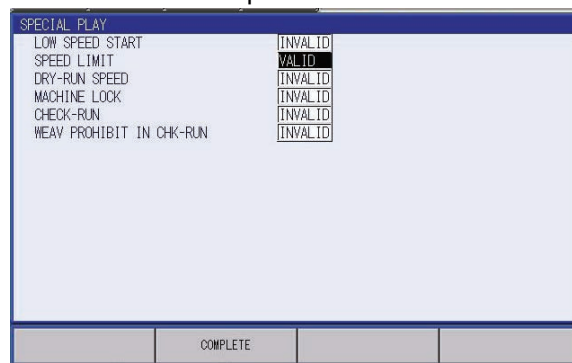 SPECIAL PLAY
LOW SPEED START INVALID
SPEED LIMIT VALID
DRY-RUN SPEED INVALID
MACHINE LOCK INVALID
CHECK-RUN INVALID
WEAV PROHIBIT IN CHK-RUN INVALID
COMPLETE